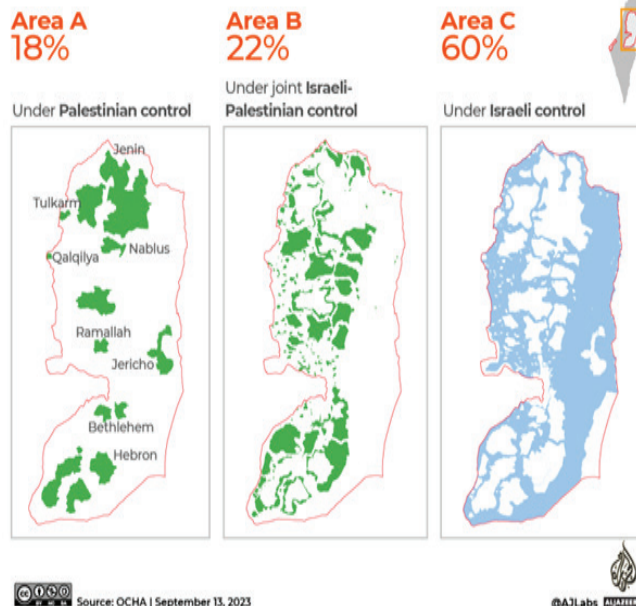 Area A
18%
Under Palestinian control
Jenin
Tulkarm
Nablus
Qalqilya
Ramallah
Jericho
Bethlehem
Hebron
Area B
22%
Under joint Israeli-
Palestinian control
Area C
60%
Under Israeli control
Source: OCHA | September 13, 2023
@AJLabs
ALJAZEERA